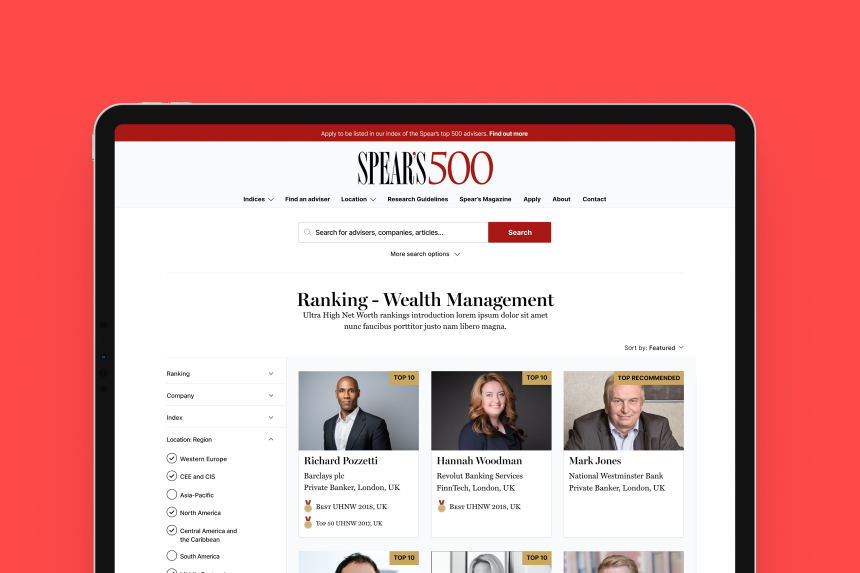 Apply to be listed in our index of the Spear's top 500 advisers. Find out more
SPEAR'S 500
Indices Find an adviser Location Research Guidelines Spear's Magazine Apply About Contact
Search for advisers, companies, articles... Search
More search options
Ranking - Wealth Management
Ultra High Net Worth rankings introduction lorem ipsum dolor sit amet
nunc faucibus porttitor justo nam libero magna.
Sort by: Featured
Ranking
Company
Index
Location: Region
Western Europe
CEE and CIS
Asia-Pacific
North America
Central America and
the Caribbean
South America
TOP 10
Richard Pozzetti
Barclays plc
Private Banker, London, UK
Best UHNW 2018, UK
Top 50 UHNW 2017, UK
TOP 10
Hannah Woodman
Revolut Banking Services
FinnTech, London, UK
Best UHNW 2018, UK
TOP RECOMMENDED
Mark Jones
National Westminster Bank
Private Banker, London, UK
TOP 10
TOP 10